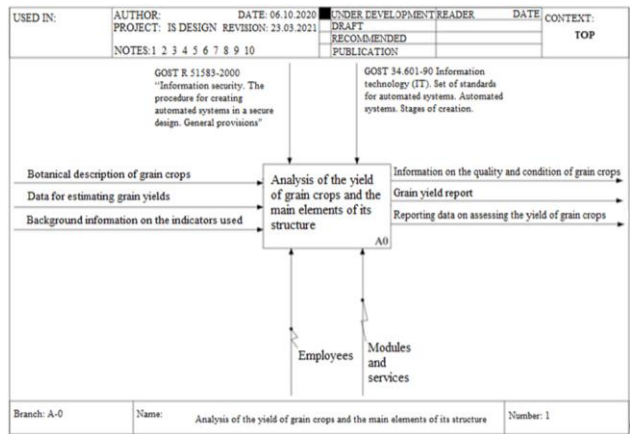 USED IN:
AUTHOR: DATE: 06.10.2020
PROJECT: IS DESIGN REVISION: 23.03.2021
NOTES:1 2 3 4 5 6 7 8 9 10
UNDER DEVELOPMENT READER DATE
DRAFT
RECOMMENDED
PUBLICATION
CONTEXT:
TOP
GOST R 51583-2000
“Information security. The
procedure for creating
automated systems in a secure
design. General provisions”
GOST 34.601-90 Information
technology (IT). Set of standards
for automated systems. Automated
systems. Stages of creation.
Botanical description of grain crops
Data for estimating grain yields
Background information on the indicators used
Analysis of the yield
of grain crops and the
main elements of its
structure
A0
Information on the quality and condition of grain crops
Grain yield report
Reporting data on assessing the yield of grain crops
Employees
Modules
and
services
Branch: A-0
Name: Analysis of the yield of grain crops and the main elements of its structure
Number: 1